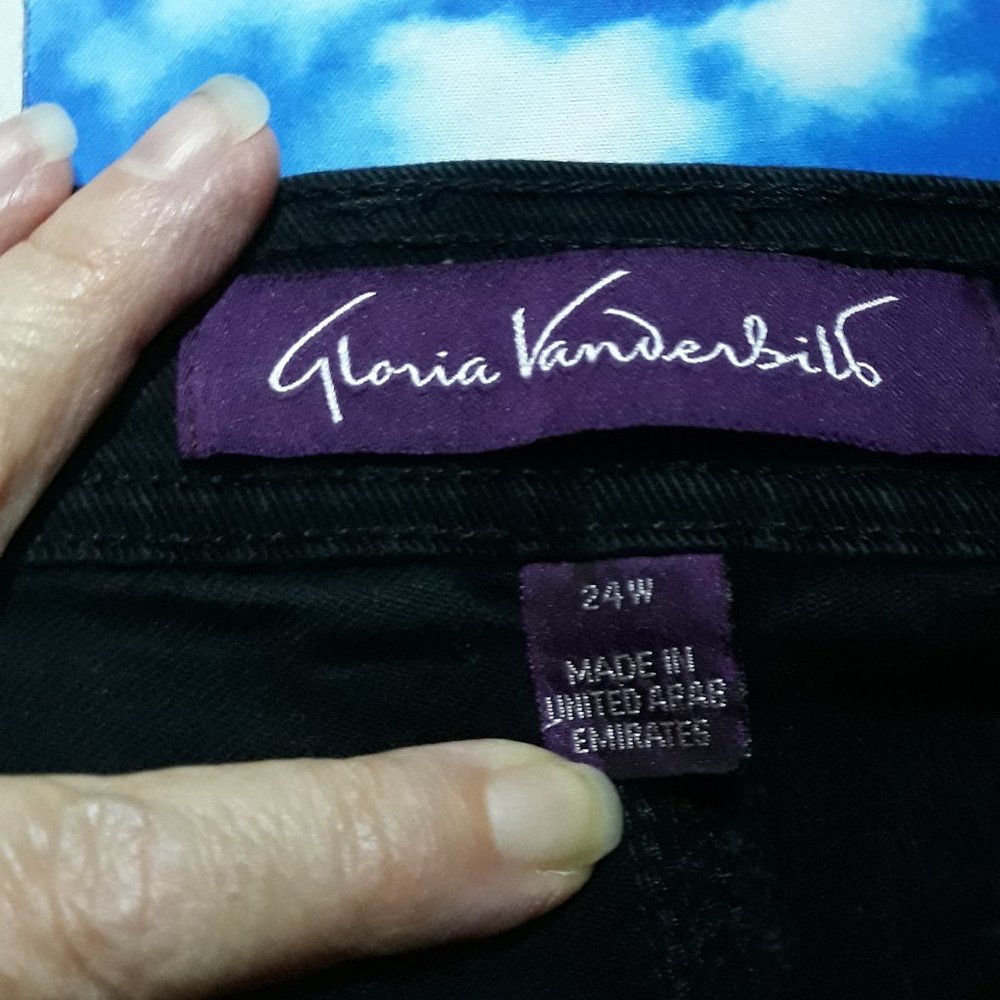 Gloria Vanderbilt
24W
MADE IN
UNITED ARAB
EMIRATES